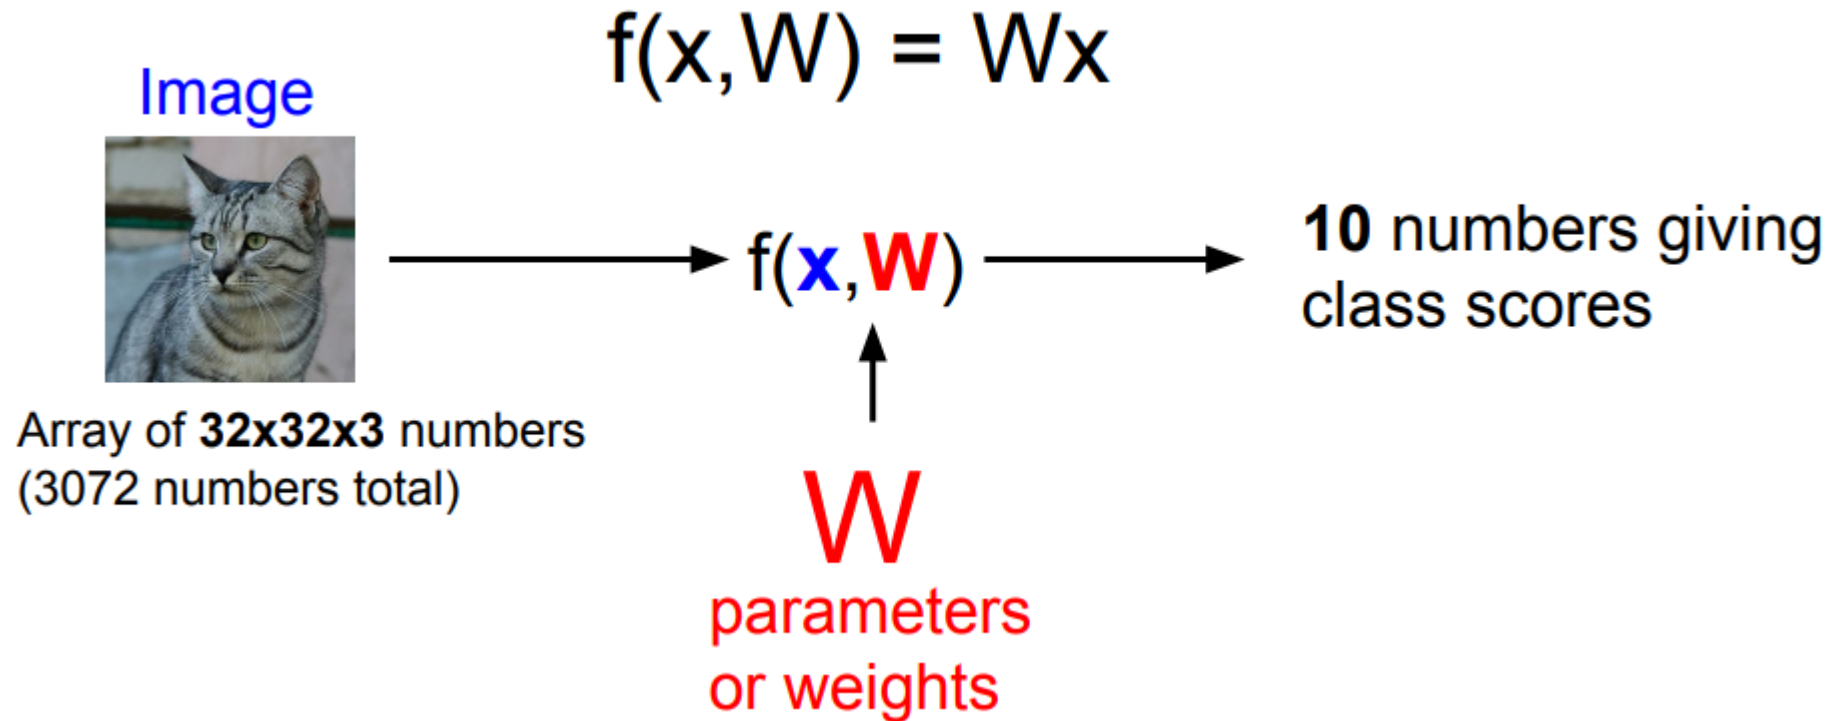 f(x,W) = Wx
Image
f(x,W)
10 numbers giving
class scores
Array of 32x32x3 numbers
(3072 numbers total)
W
parameters
or weights